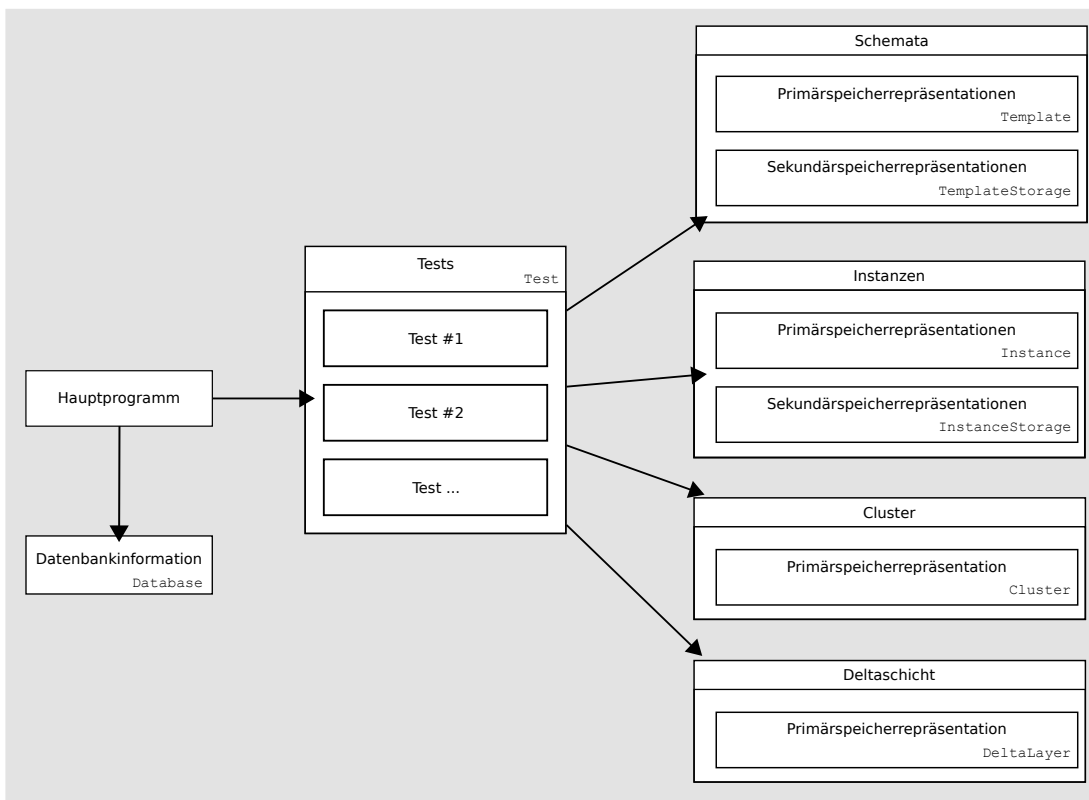 Schemata
Primärspeicherrepräsentationen
Template
Sekundärspeicherrepräsentationen
TemplateStorage
Tests
Test
Test #1
Test #2
Test ...
Instanzen
Primärspeicherrepräsentationen
Instance
Sekundärspeicherrepräsentationen
InstanceStorage
Hauptprogramm
Datenbankinformation
Database
Cluster
Primärspeicherrepräsentation
Cluster
Deltaschicht
Primärspeicherrepräsentation
DeltaLayer